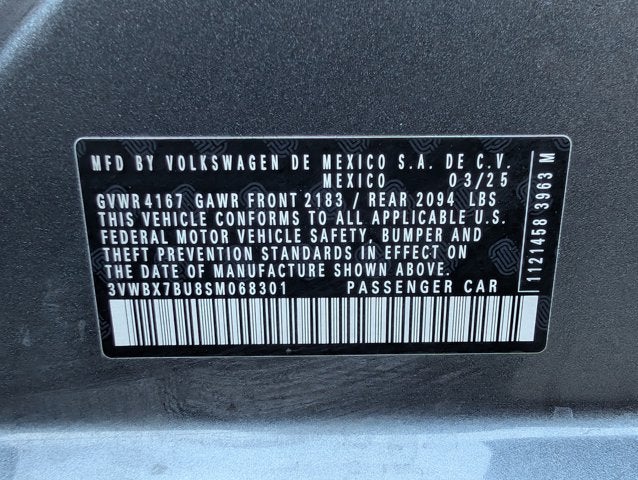 MFD BY VOLKSWAGEN DE MEXICO S.A. DE C.V.
MEXICO 03/25
GVWR 4167 GAWR FRONT 2183 / REAR 2094 LBS
THIS VEHICLE CONFORMS TO ALL APPLICABLE U.S.
FEDERAL MOTOR VEHICLE SAFETY, BUMPER AND
THEFT PREVENTION STANDARDS IN EFFECT ON
THE DATE OF MANUFACTURE SHOWN ABOVE.
3VWBX7BU8SM068301 PASSENGER CAR
1121458 3963 M